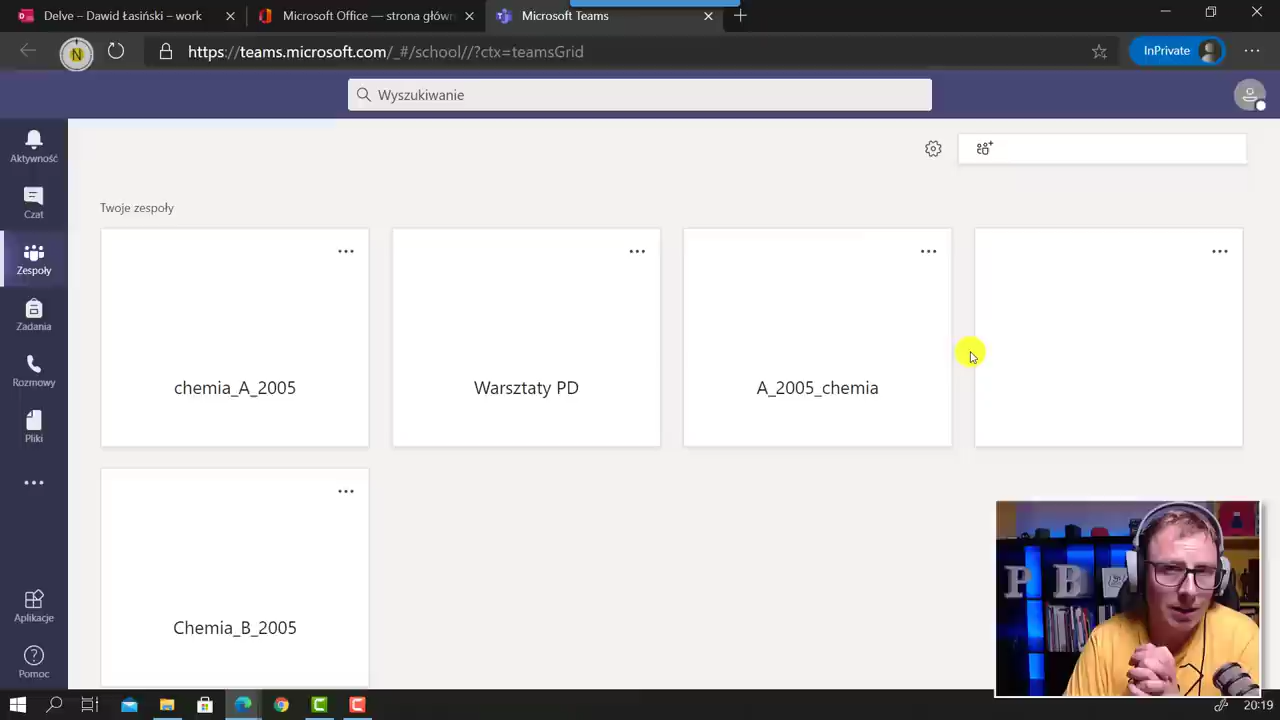 Delve – Dawid Łasiński – work
Microsoft Office – strona główn
Microsoft Teams
N
https://teams.microsoft.com/_#/school//?ctx=teamsGrid
InPrivate
Wyszukiwanie
Aktywność
Czat
Zespoły
Zadania
Rozmowy
Pliki
Aplikacje
Pomoc
Twoje zespoły
chemia_A_2005
Warsztaty PD
A_2005_chemia
Chemia_B_2005
P B
20:19